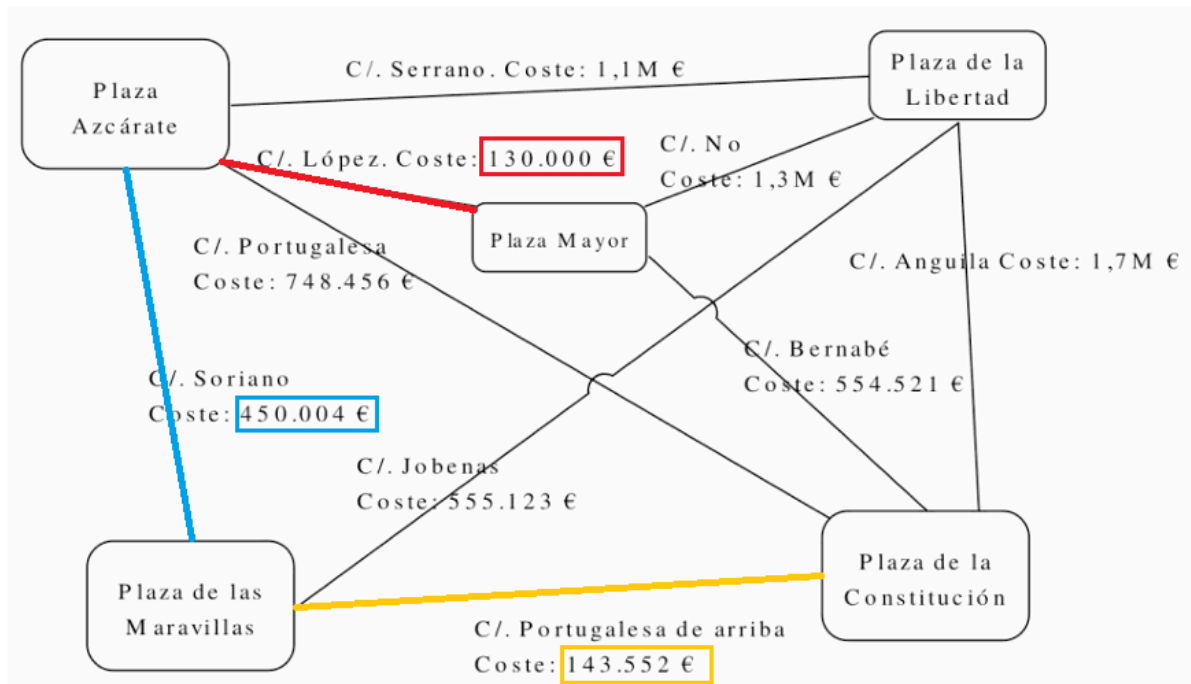 Plaza
Azcárate
C/. Serrano. Coste: 1,1M €
Plaza de la
Libertad
C/. López. Coste: 130.000 €
C/. No
Coste: 1,3M €
Plaza Mayor
C/. Portugalesa
Coste: 748.456 €
C/. Anguila Coste: 1,7M €
C/. Bernabé
Coste: 554.521 €
C/. Soriano
Coste: 450.004 €
C/. Jobenas
Coste: 555.123 €
Plaza de las
Maravillas
Plaza de la
Constitución
C/. Portugalesa de arriba
Coste: 143.552 €